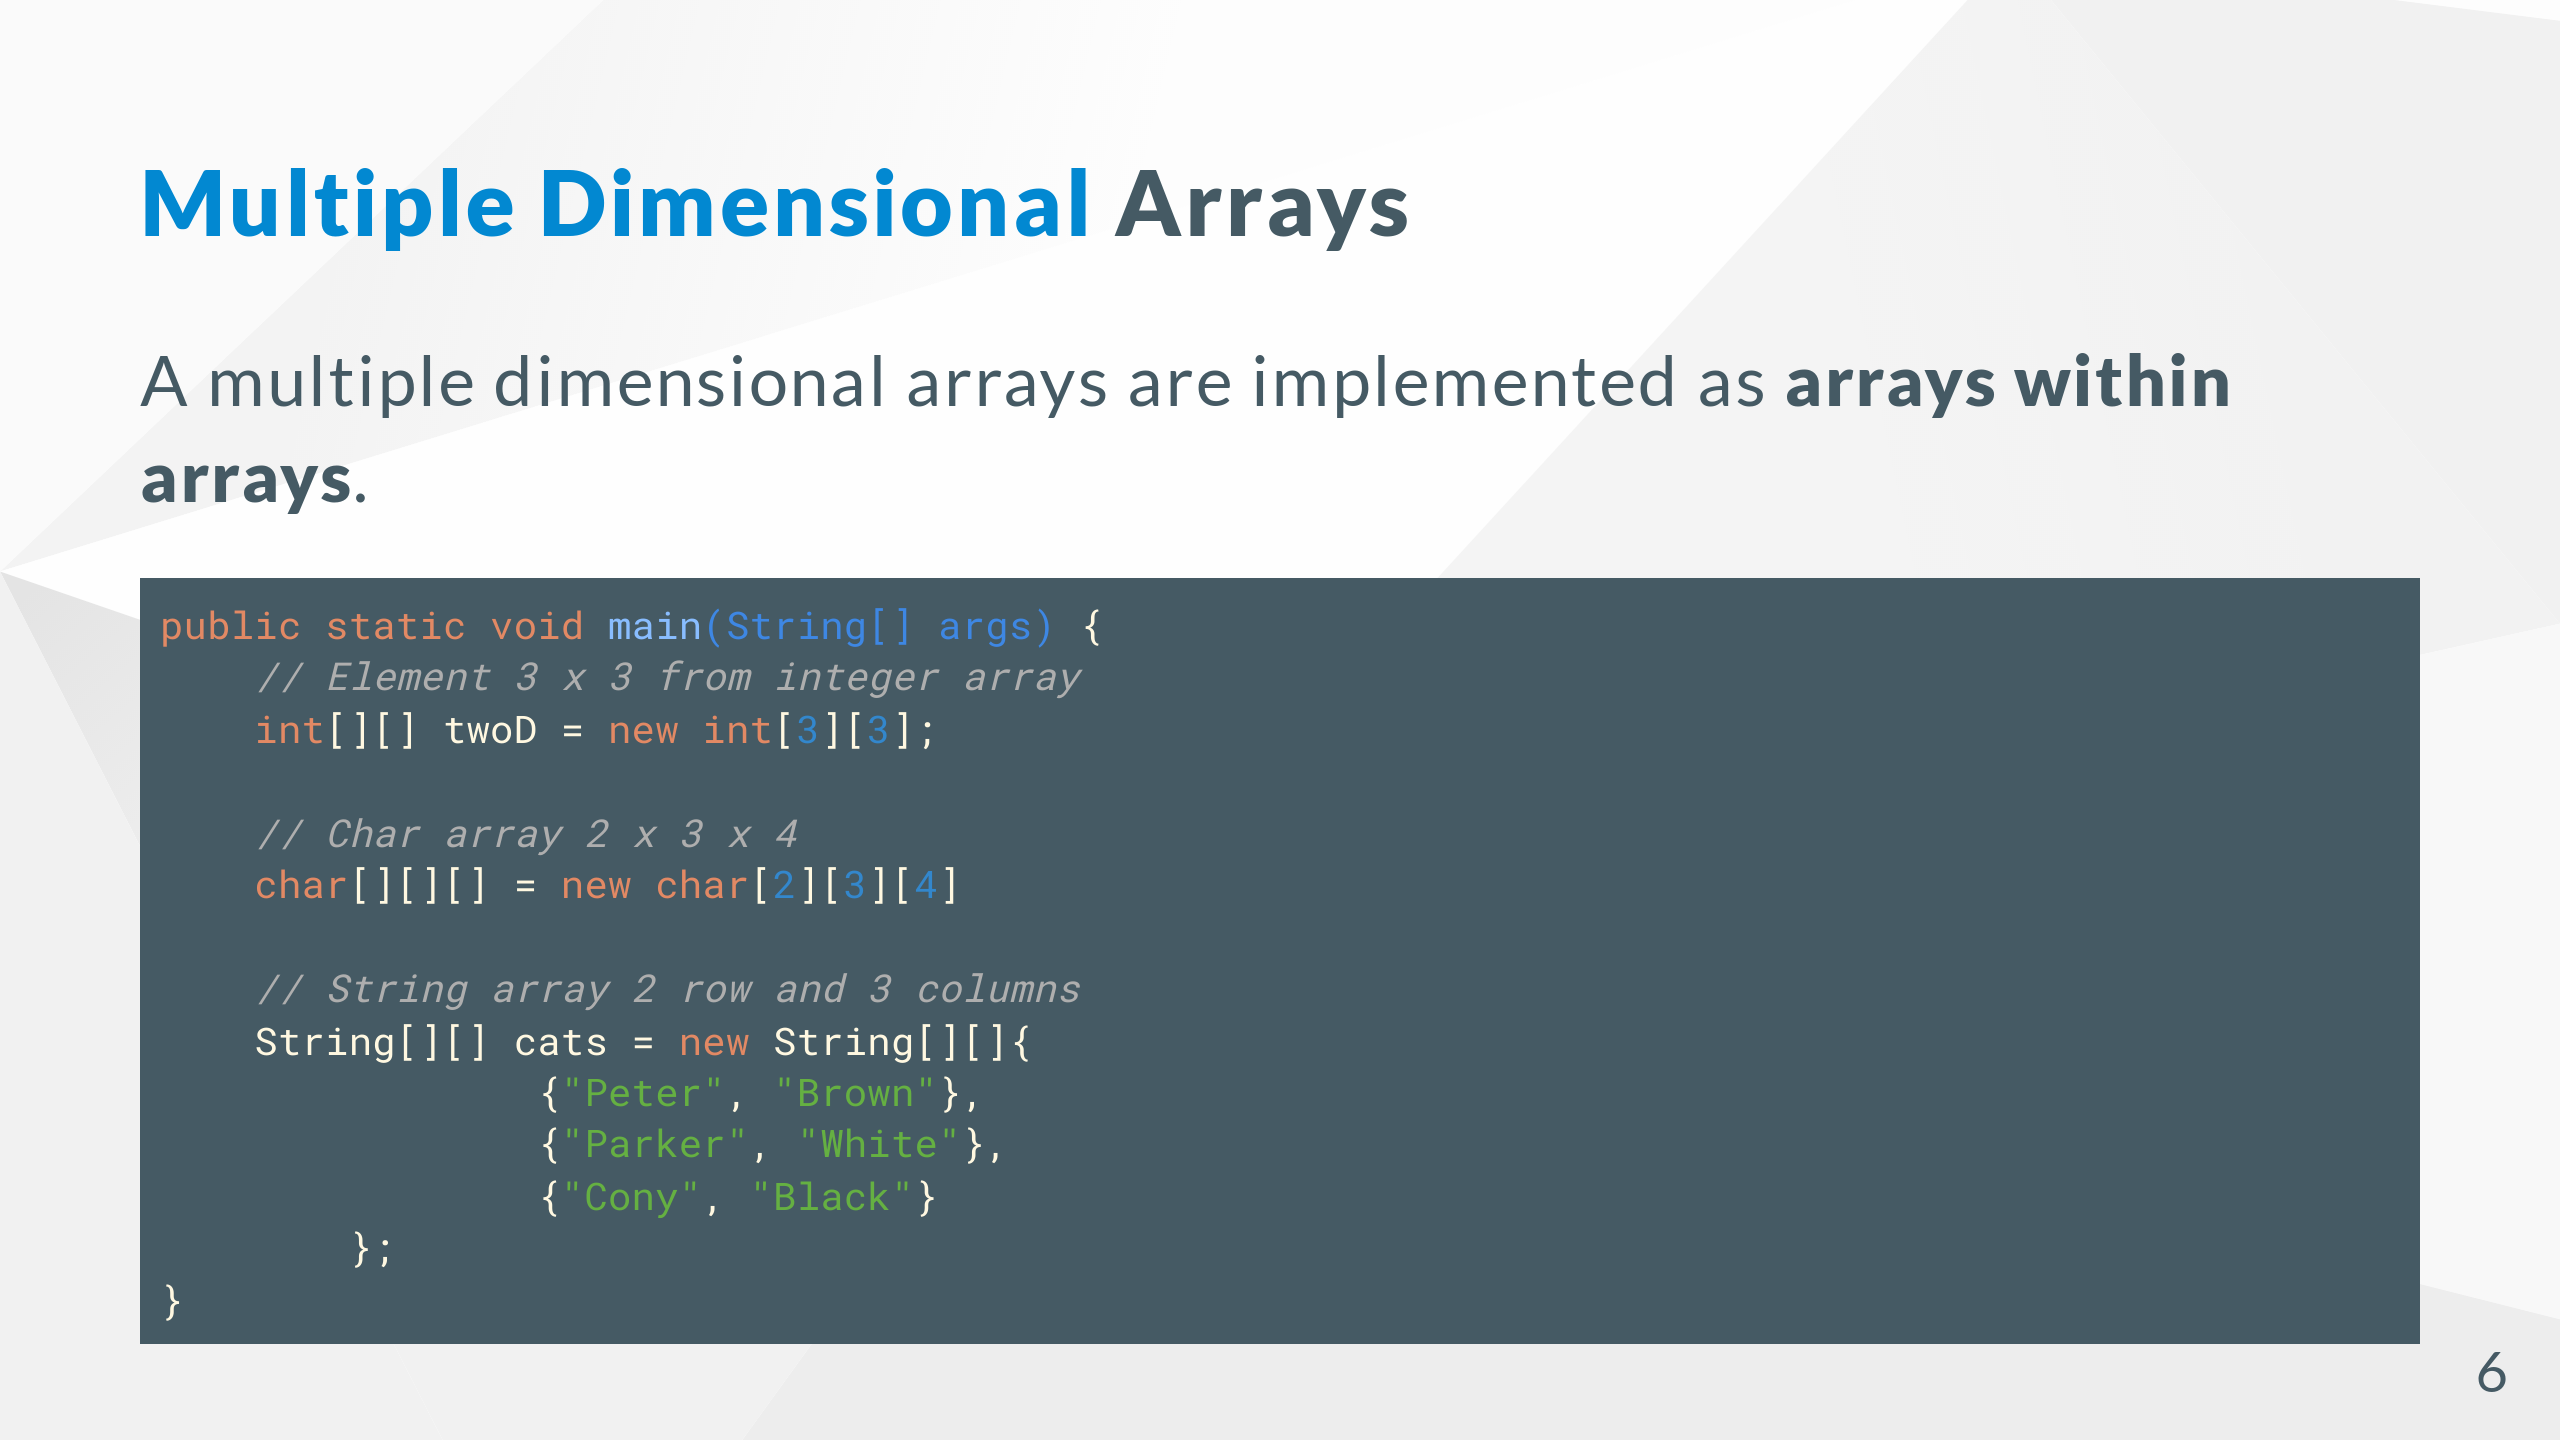 Multiple Dimensional Arrays
A multiple dimensional arrays are implemented as arrays within
arrays.
public static void main(String[] args) {
    // Element 3 x 3 from integer array
    int[][] twoD = new int[3][3];

    // Char array 2 x 3 x 4
    char[][][] = new char[2][3][4]

    // String array 2 row and 3 columns
    String[][] cats = new String[][]{
                {"Peter", "Brown"},
                {"Parker", "White"},
                {"Cony", "Black"}
        };
}
6